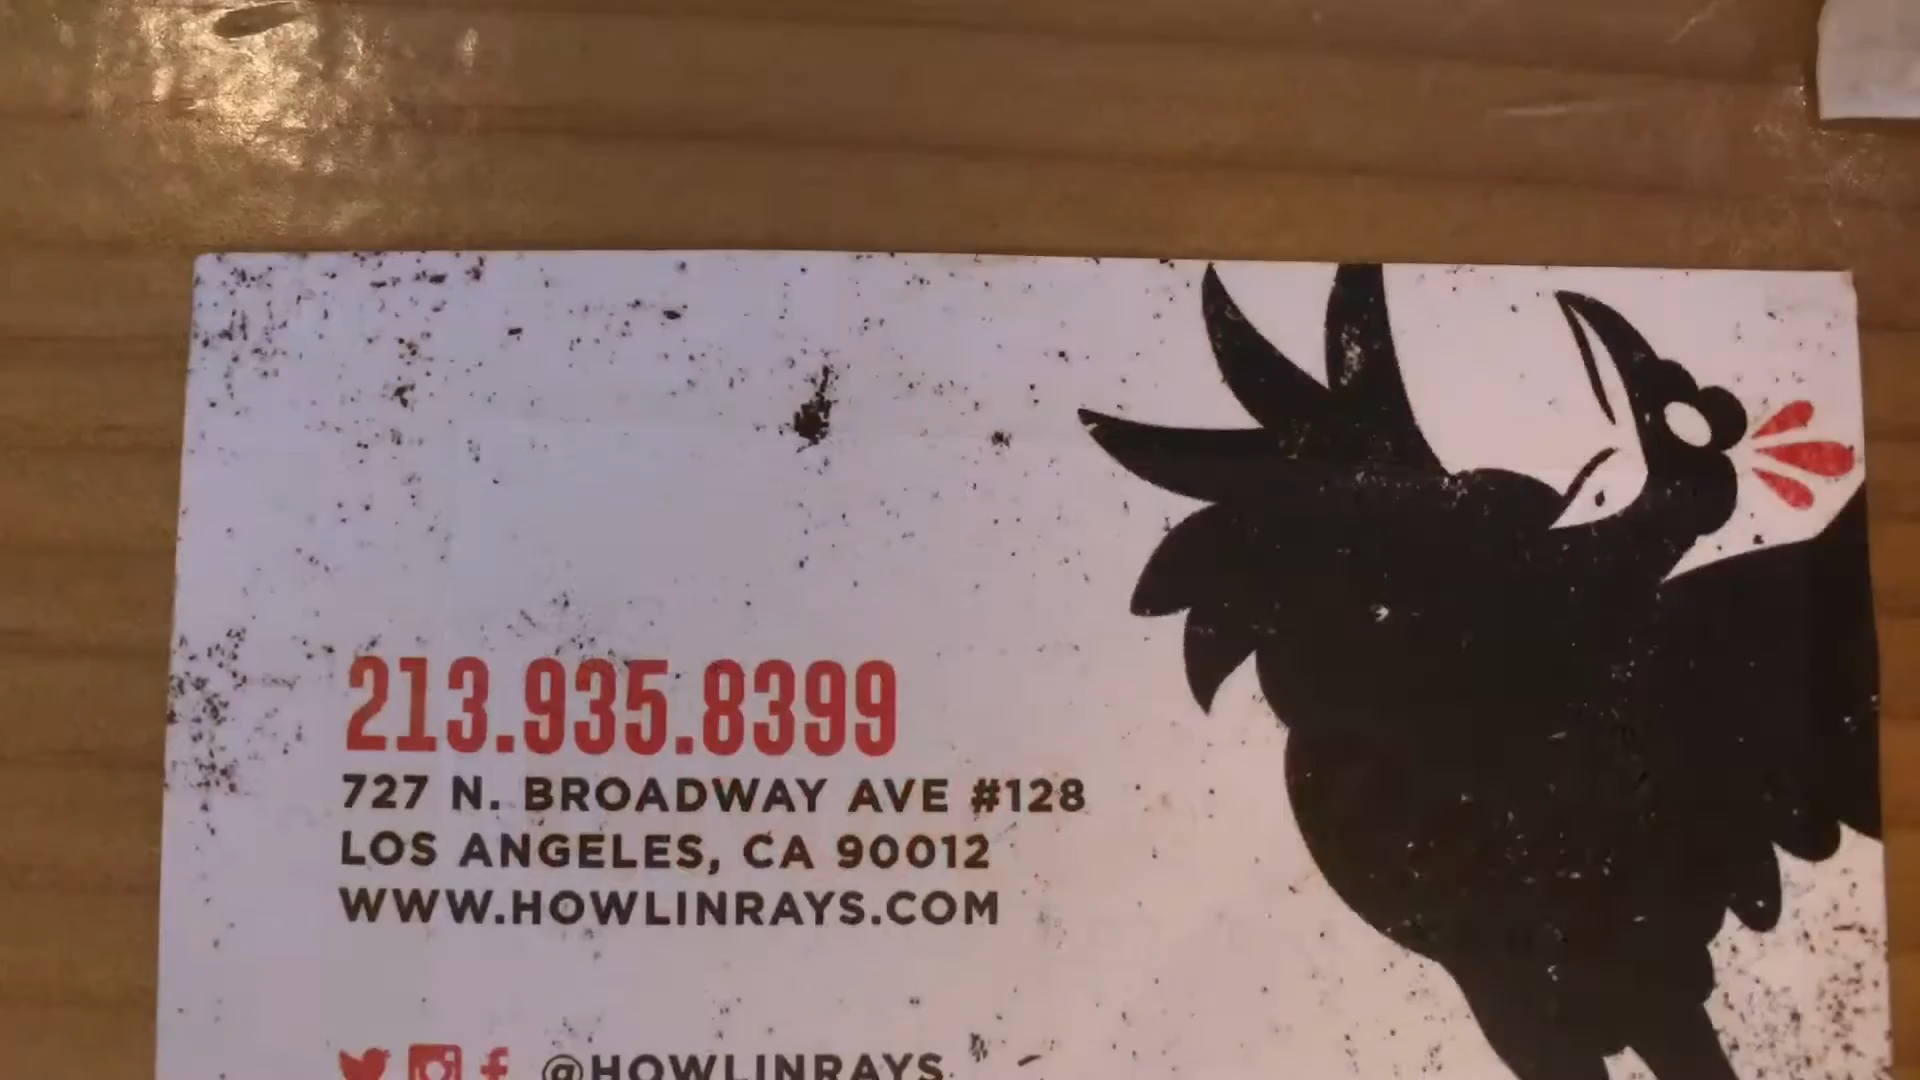 213.935.8399
727 N. BROADWAY AVE #128
LOS ANGELES, CA 90012
WWW.HOWLINRAYS.COM
@HOWLINRAYS